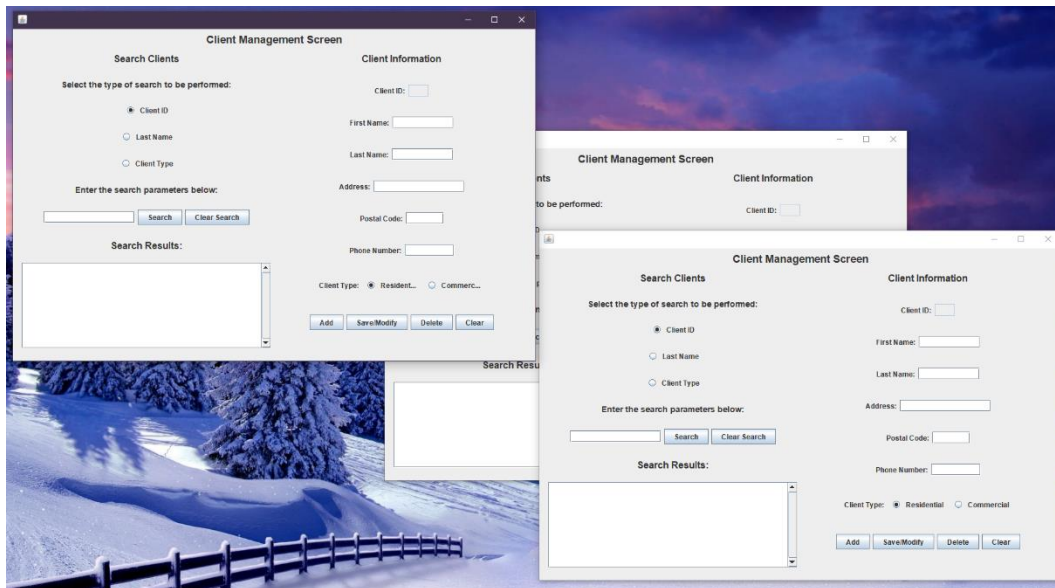 Client Management Screen
Search Clients
Select the type of search to be performed:
Client ID
Last Name
Client Type
Enter the search parameters below:
Search Clear Search
Search Results:
Client Information
Client ID:
First Name:
Last Name:
Address:
Postal Code:
Phone Number:
Client Type: Resident... Commerc...
Add Save/Modify Delete Clear
Client Management Screen
to be performed:
Search Resu
Client Information
Client ID:
Client Management Screen
Search Clients
Select the type of search to be performed:
Client ID
Last Name
Client Type
Enter the search parameters below:
Search Clear Search
Search Results:
Client Information
Client ID:
First Name:
Last Name:
Address:
Postal Code:
Phone Number:
Client Type: Residential Commercial
Add Save/Modify Delete Clear